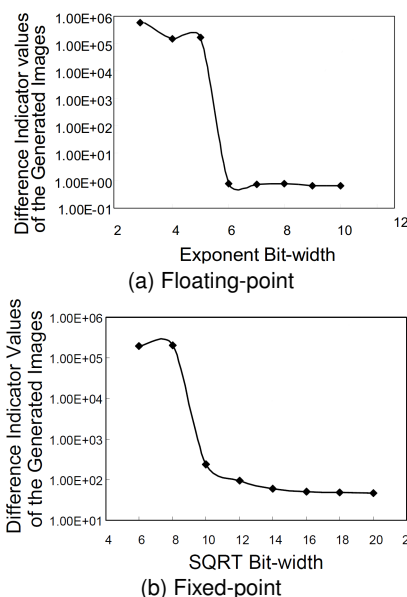 Difference Indicator values
of the Generated Images
1.00E+06
1.00E+05
1.00E+04
1.00E+03
1.00E+02
1.00E+01
1.00E+00
1.00E-01
2 4 6 8 10 12
Exponent Bit-width
(a) Floating-point
Difference Indicator Values
of the Generated Images
1.00E+06
1.00E+05
1.00E+04
1.00E+03
1.00E+02
1.00E+01
4 6 8 10 12 14 16 18 20 22
SQRT Bit-width
(b) Fixed-point